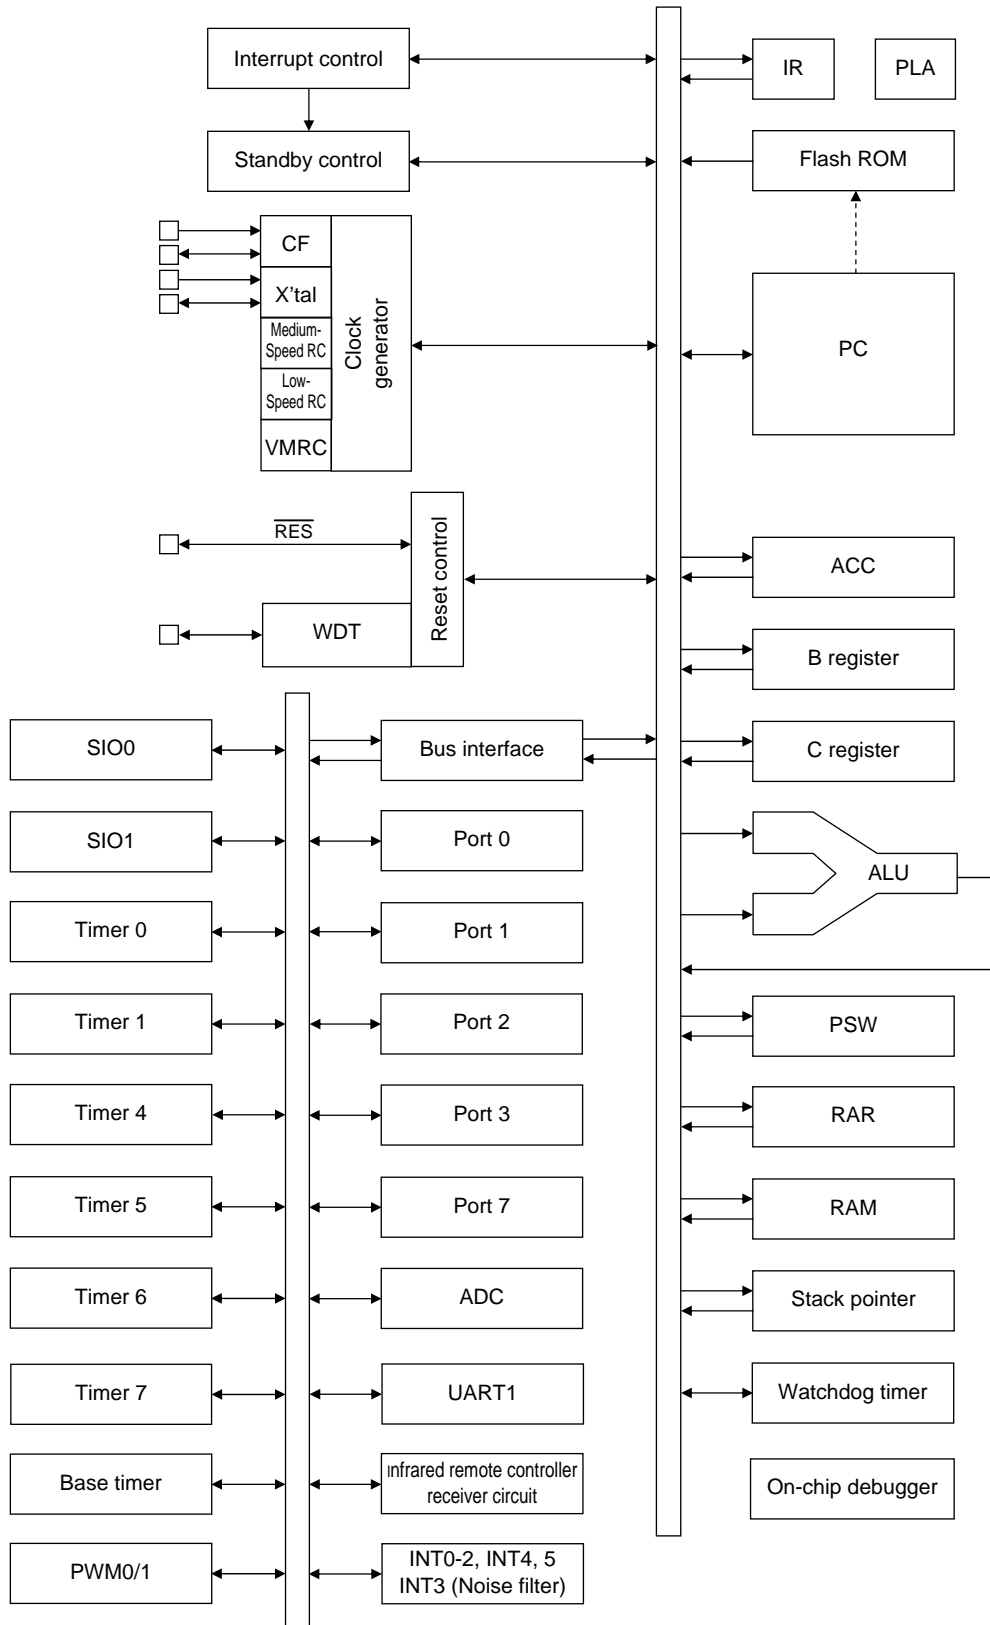 Interrupt control
IR
PLA
Standby control
Flash ROM
CF
X'tal
Medium-
Speed RC
Low-
Speed RC
VMRC
Clock
generator
PC
RES
Reset control
WDT
ACC
B register
SIO0
Bus interface
C register
SIO1
Port 0
ALU
Timer 0
Port 1
Timer 1
Port 2
PSW
Timer 4
Port 3
RAR
Timer 5
Port 7
RAM
Timer 6
ADC
Stack pointer
Timer 7
UART1
Watchdog timer
Base timer
Infrared remote controller
receiver circuit
On-chip debugger
PWM0/1
INT0-2, INT4, 5
INT3 (Noise filter)